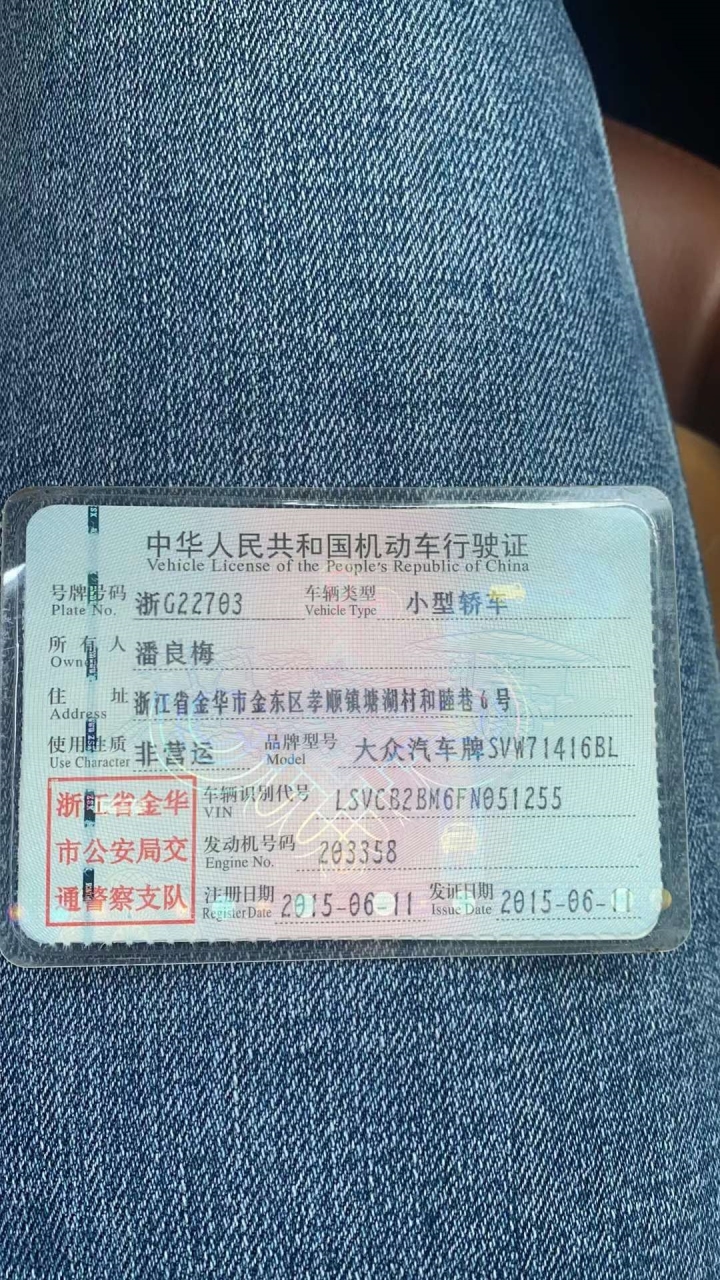 中华人民共和国机动车行驶证
Vehicle License of the People's Republic of China
号牌号码 浙G22703 车辆类型 小型轿车
Plate No. Vehicle Type
所有人 潘良梅
Owner
住址 浙江省金华市金东区孝顺镇塘湖村和睦巷6号
Address
使用性质 非营运 品牌型号 大众汽车牌SVW71416BL
Use Character Model
浙江省金华
市公安局交
通警察支队
车辆识别代号 LSVCB2BM6FN051255
VIN
发动机号码 203358
Engine No.
注册日期 2015-06-11 发证日期 2015-06-11
Register Date Issue Date